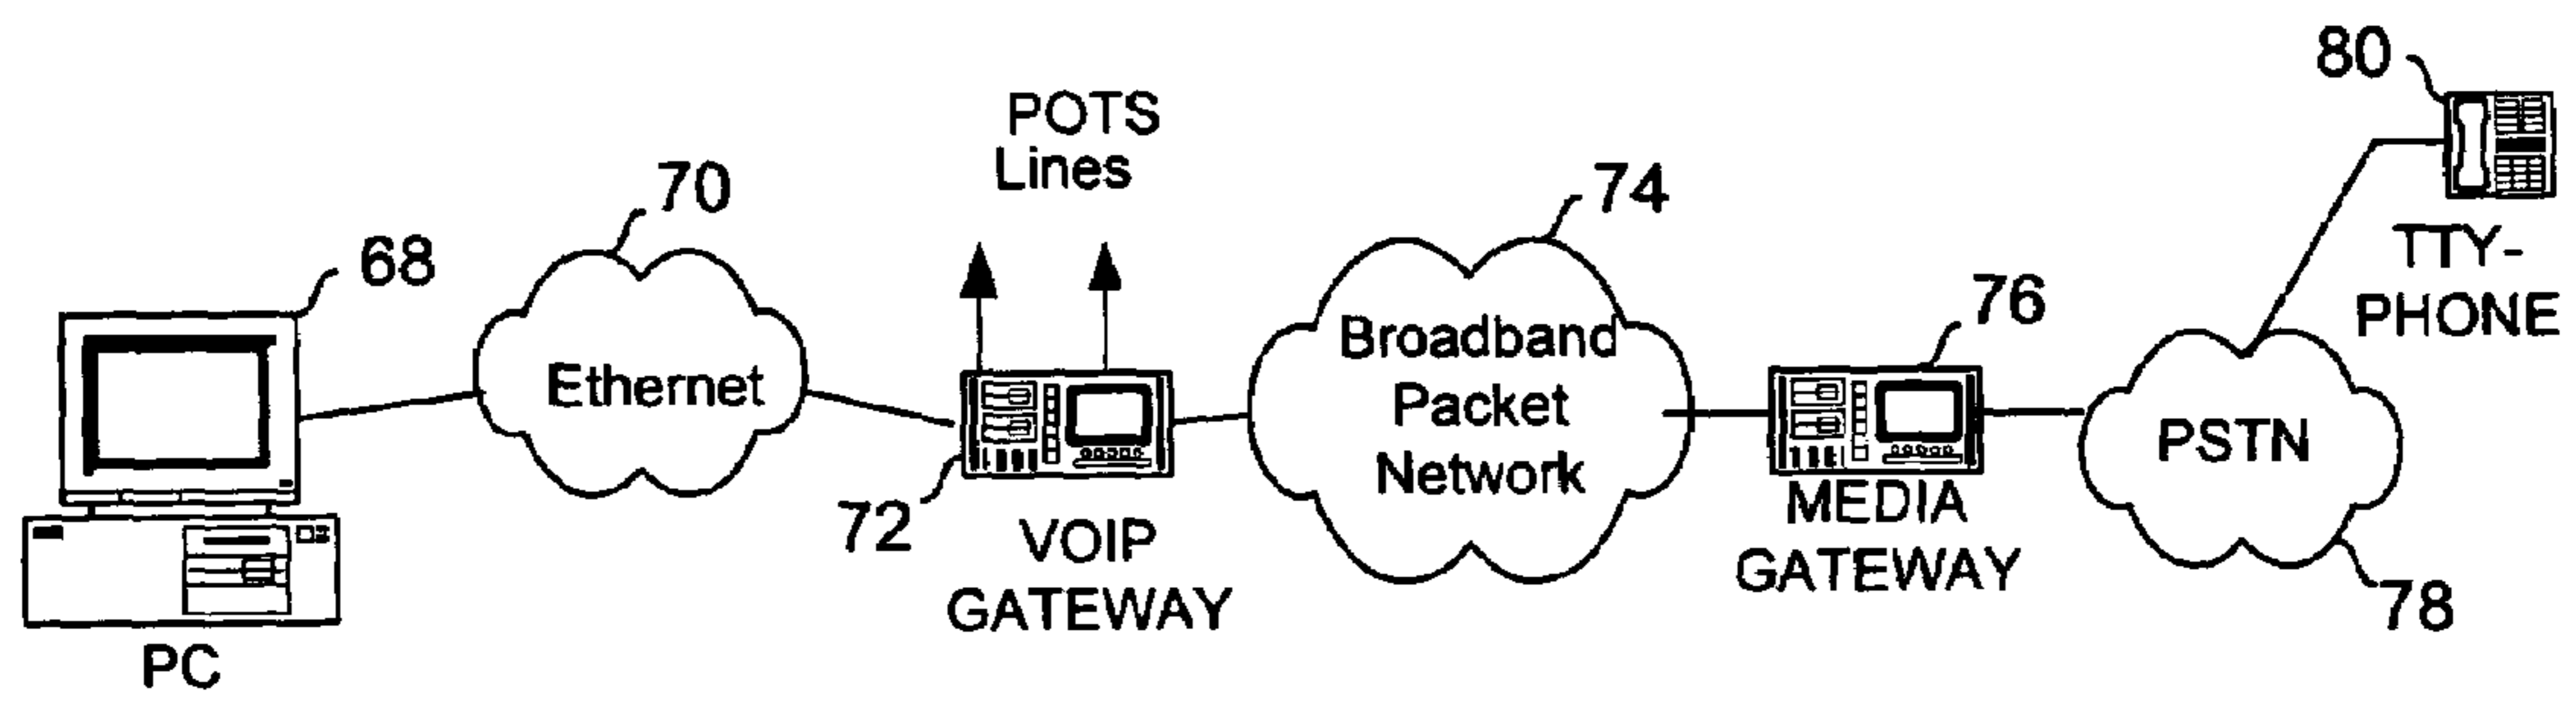 68
PC
70
Ethernet
POTS
Lines
72
VOIP
GATEWAY
74
Broadband
Packet
Network
76
MEDIA
GATEWAY
PSTN
78
80
TTY-
PHONE